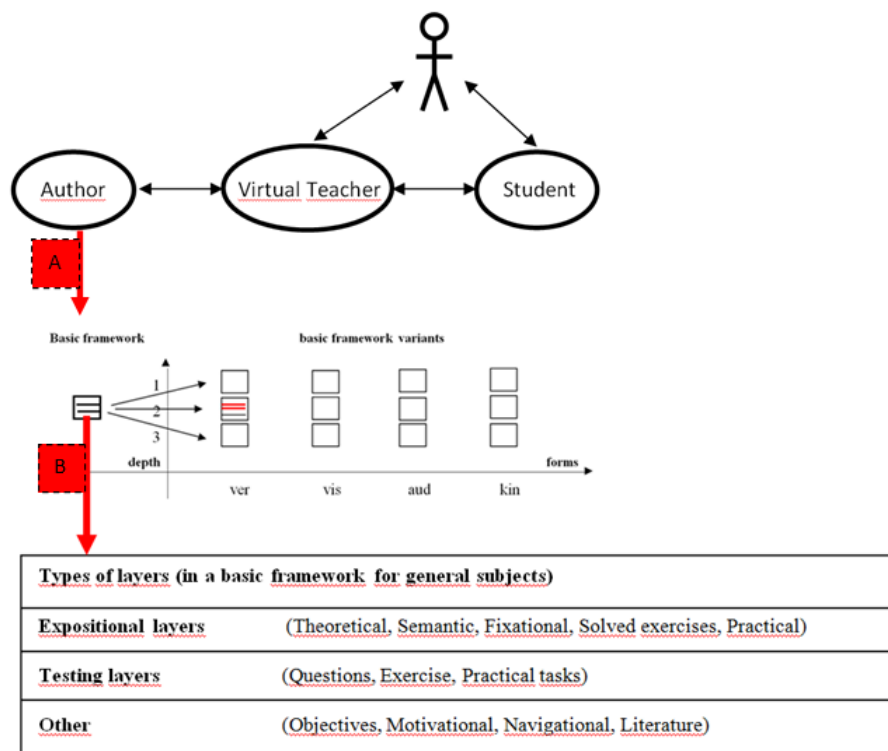 Author
Virtual Teacher
Student
A
Basic framework
basic framework variants
1
2
3
B
depth
forms
ver
vis
aud
kin
Types of layers (in a basic framework for general subjects)
Expositional layers (Theoretical, Semantic, Fixational, Solved exercises, Practical)
Testing layers (Questions, Exercise, Practical tasks)
Other (Objectives, Motivational, Navigational, Literature)